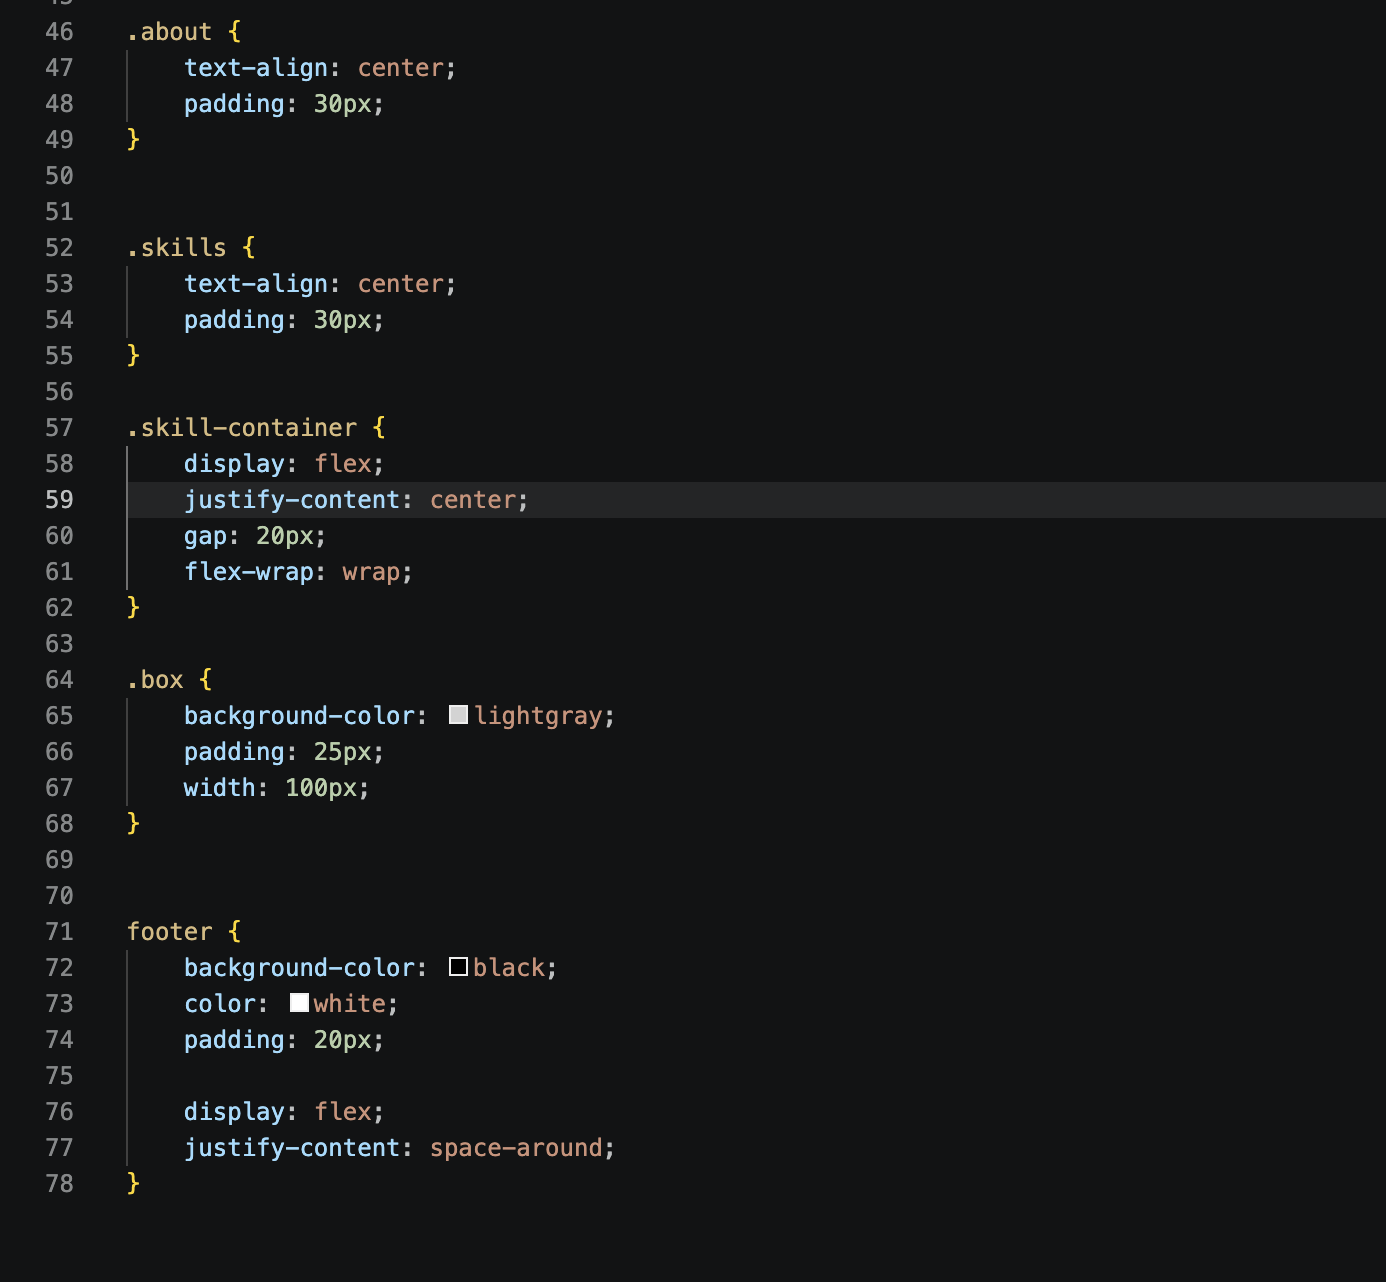 46 .about {
47 text-align: center;
48 padding: 30px;
49 }
50
51
52 .skills {
53 text-align: center;
54 padding: 30px;
55 }
56
57 .skill-container {
58 display: flex;
59 justify-content: center;
60 gap: 20px;
61 flex-wrap: wrap;
62 }
63
64 .box {
65 background-color: lightgray;
66 padding: 25px;
67 width: 100px;
68 }
69
70
71 footer {
72 background-color: black;
73 color: white;
74 padding: 20px;
75
76 display: flex;
77 justify-content: space-around;
78 }